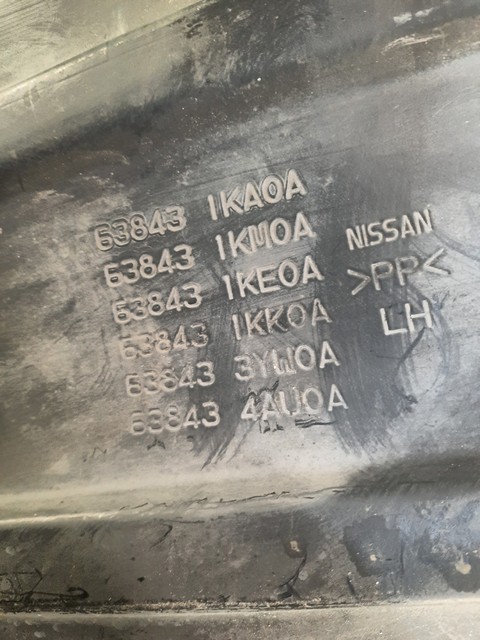 63843 1KA0A
63843 1KM0A
63843 1KE0A
63843 1KK0A
63843 3YW0A
63843 4AU0A
NISSAN
>PP<
LH